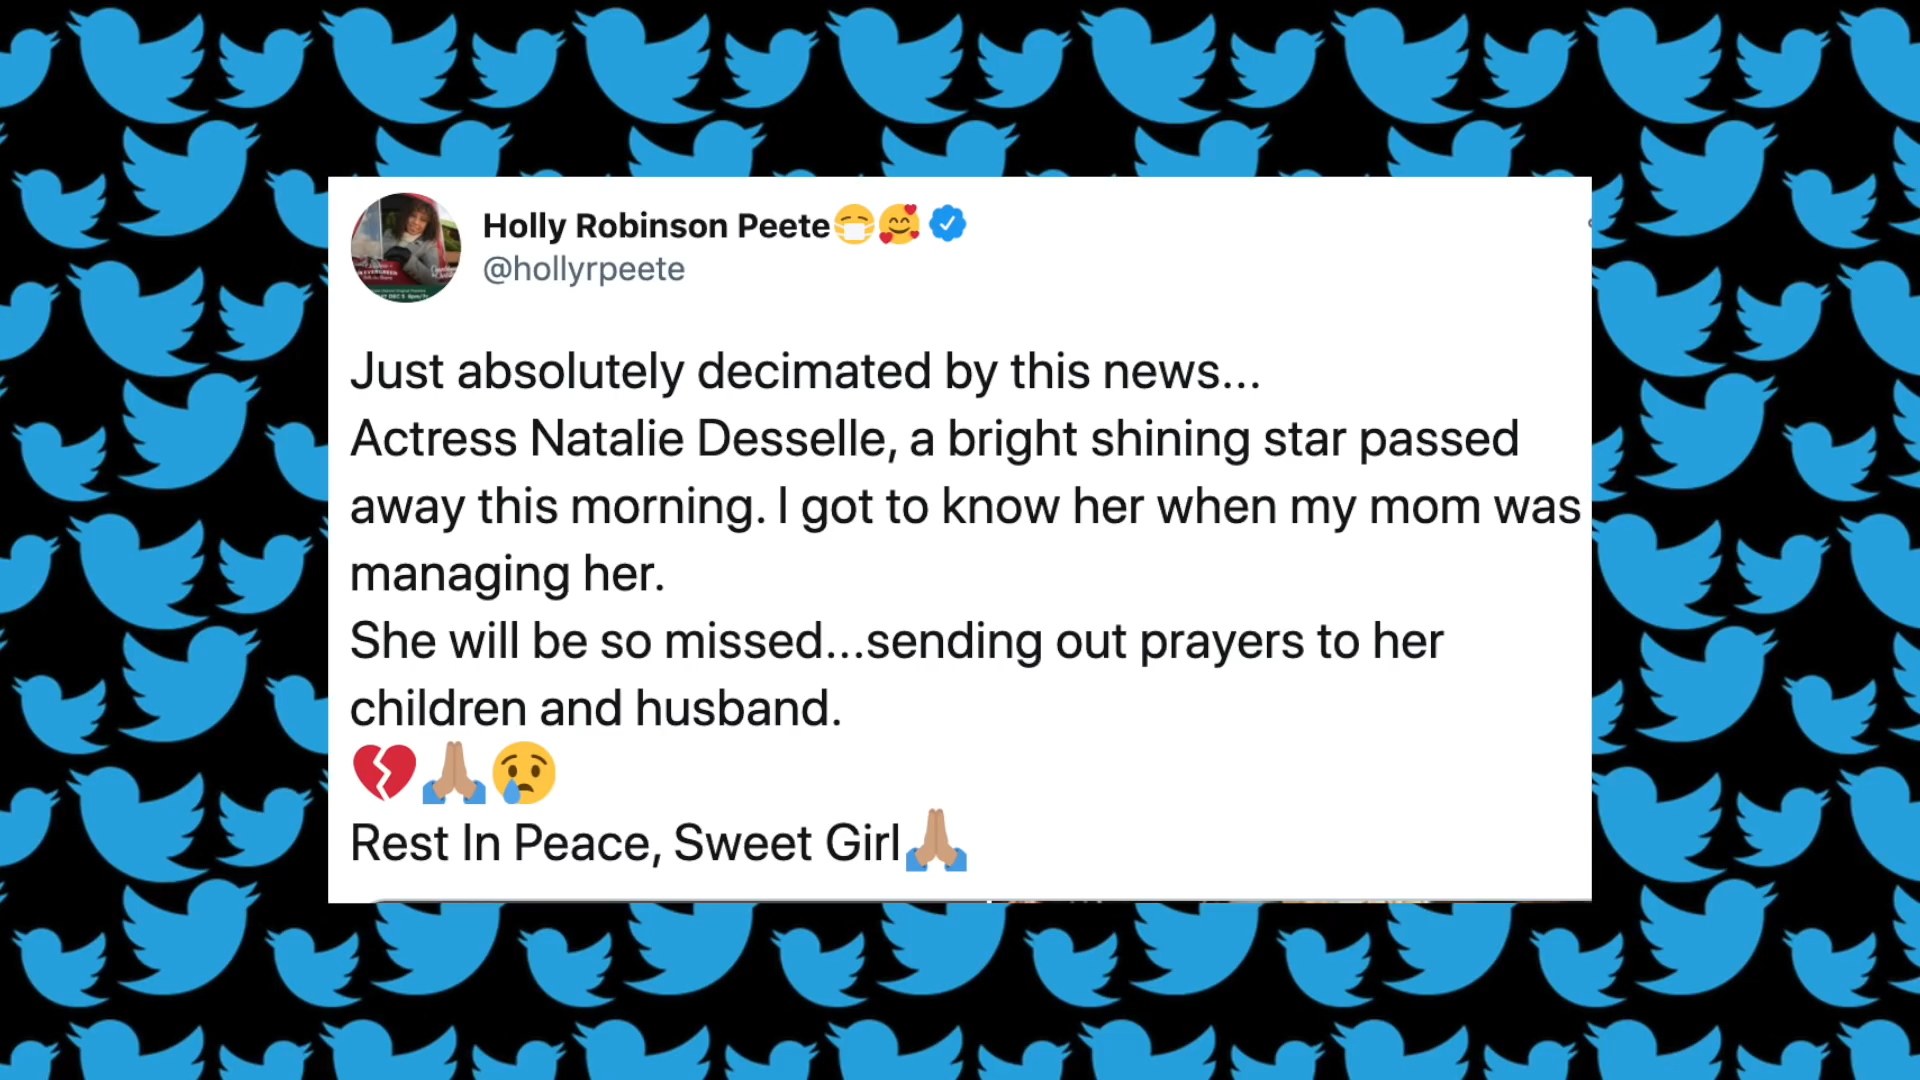 Holly Robinson Peete😷🥰
@hollyrpeete
Just absolutely decimated by this news...
Actress Natalie Desselle, a bright shining star passed
away this morning. I got to know her when my mom was
managing her.
She will be so missed...sending out prayers to her
children and husband.
💔🙏🏽😢
Rest In Peace, Sweet Girl🙏🏽